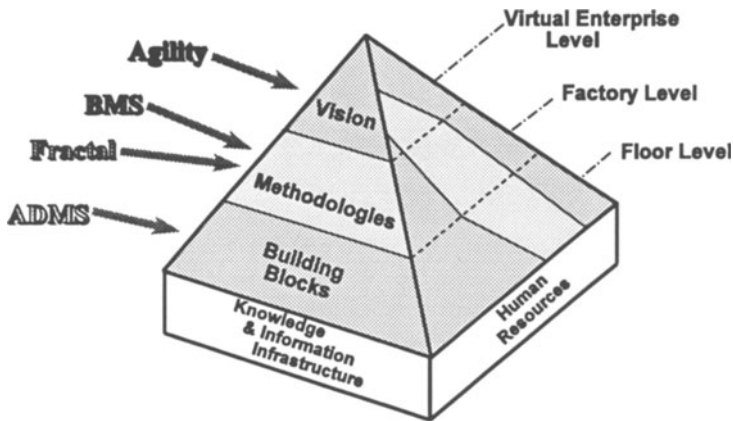 Agility
BMS
Fractal
ADMS
Vision
Methodologies
Building
Blocks
Knowledge
& Information
Infrastructure
Human
Resources
Virtual Enterprise
Level
Factory Level
Floor Level